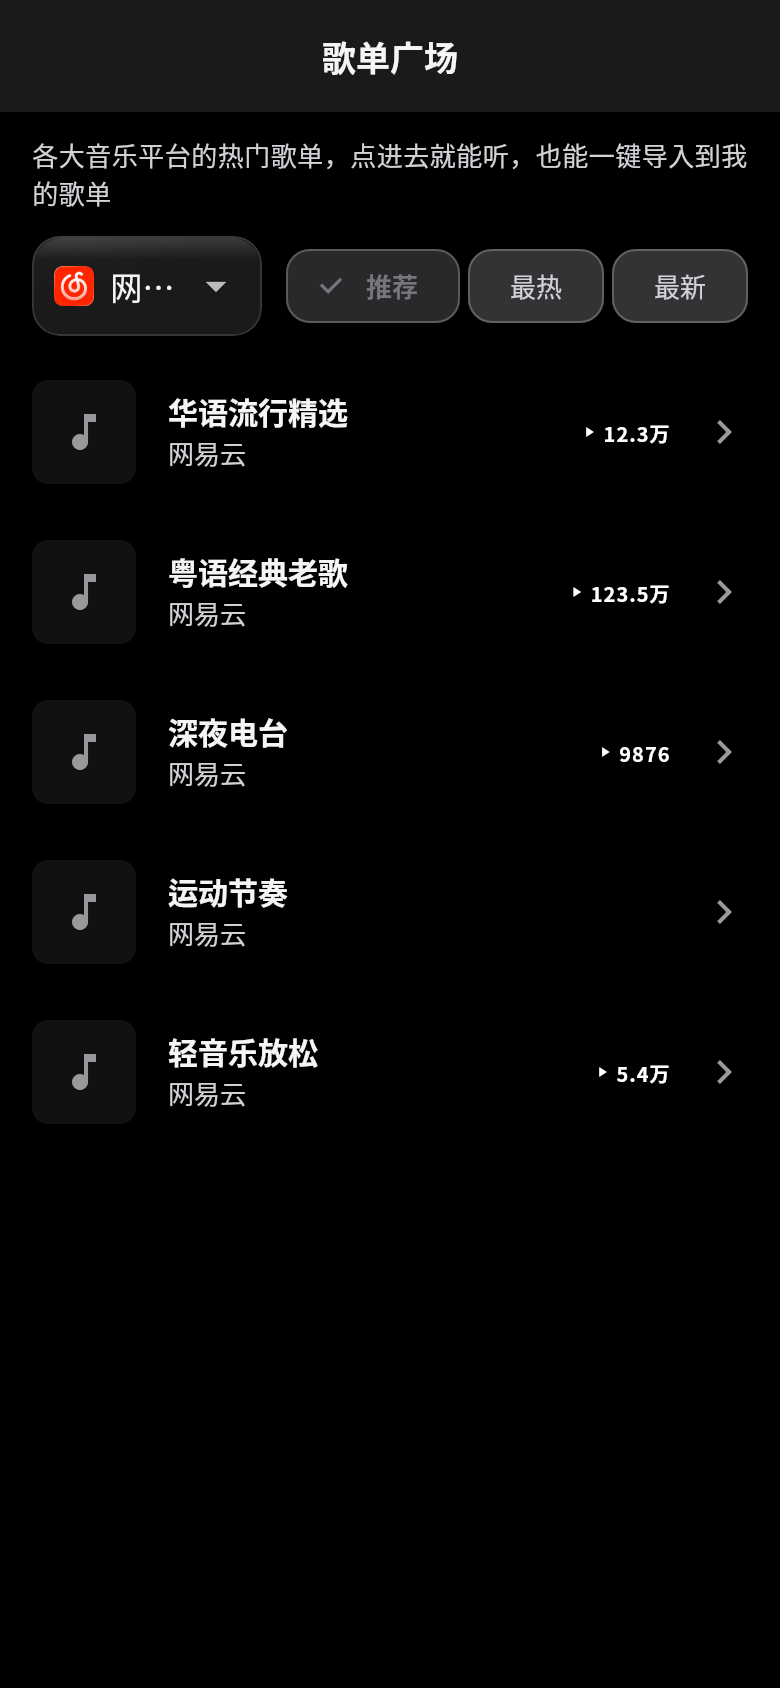 歌单广场
各大音乐平台的热门歌单，点进去就能听，也能一键导入到我
的歌单
网…
推荐
最热
最新
华语流行精选
网易云
12.3万
粤语经典老歌
网易云
123.5万
深夜电台
网易云
9876
运动节奏
网易云
轻音乐放松
网易云
5.4万